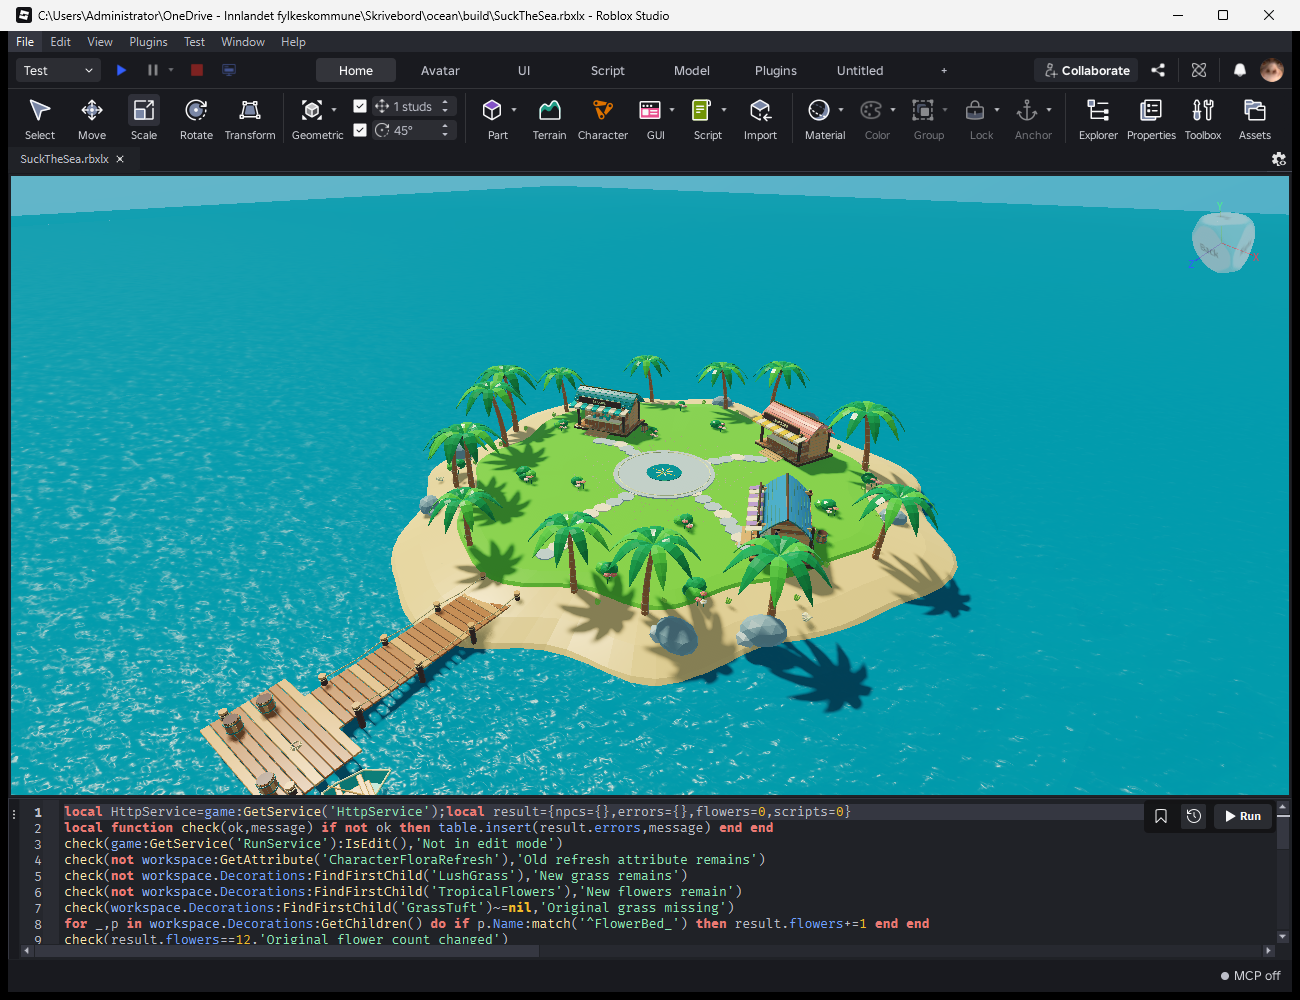 C:\Users\Administrator\OneDrive - Innlandet fylkeskommune\Skrivebord\ocean\build\SuckTheSea.rbxlx - Roblox Studio
File Edit View Plugins Test Window Help
Test Home Avatar UI Script Model Plugins Untitled + Collaborate
1 studs
45°
Select Move Scale Rotate Transform Geometric Part Terrain Character GUI Script Import Material Color Group Lock Anchor Explorer Properties Toolbox Assets
SuckTheSea.rbxlx
Y
Back
Z
X
1 local HttpService=game:GetService('HttpService');local result={npcs={},errors={},flowers=0,scripts=0}
Run
2 local function check(ok,message) if not ok then table.insert(result.errors,message) end end
3 check(game:GetService('RunService'):IsEdit(),'Not in edit mode')
4 check(not workspace:GetAttribute('CharacterFloraRefresh'),'Old refresh attribute remains')
5 check(not workspace.Decorations:FindFirstChild('LushGrass'),'New grass remains')
6 check(not workspace.Decorations:FindFirstChild('TropicalFlowers'),'New flowers remain')
7 check(workspace.Decorations:FindFirstChild('GrassTuft')~=nil,'Original grass missing')
8 for _,p in workspace.Decorations:GetChildren() do if p.Name:match('^FlowerBed_') then result.flowers+=1 end end
9 check(result.flowers==12,'Original flower count changed')
MCP off